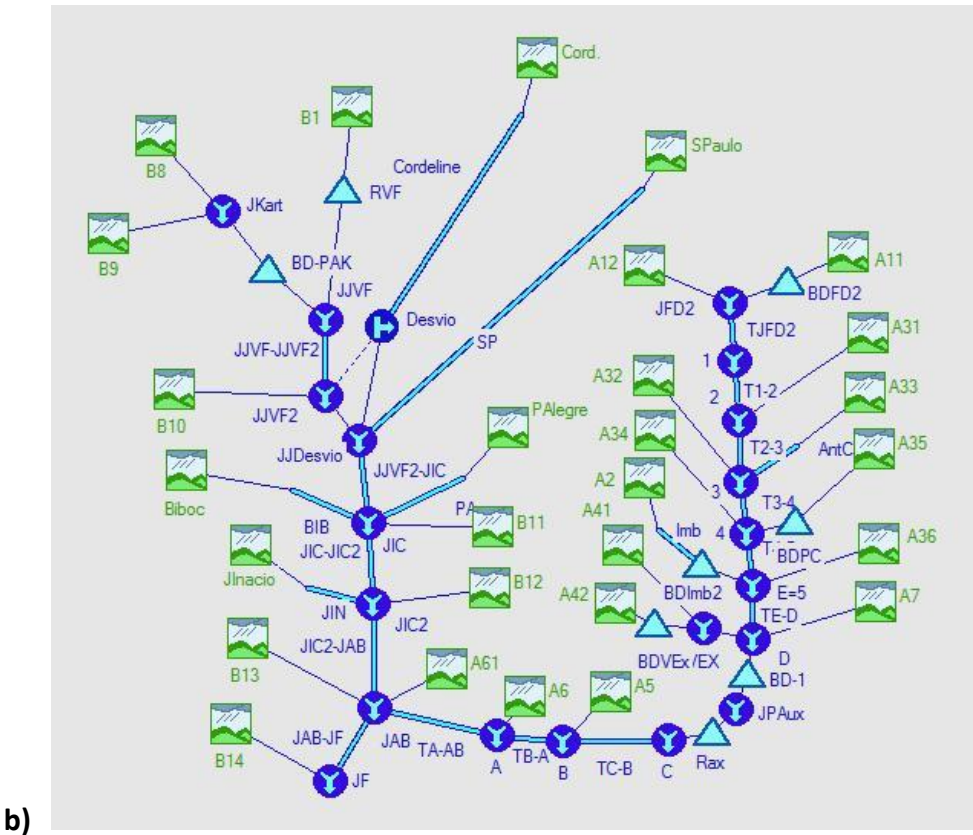 Cord.
B1
SPaulo
B8
Cordeline
RVF
JKart
B9
BD-PAK
JJVF
Desvio
A12
A11
BDFD2
JFD2
TJFD2
JJVF-JJVF2
SP
A31
1
A32
2
T1-2
A33
B10
JJVF2
PAlegre
A34
T2-3
AntC
A35
JJDesvio
JJVF2-JIC
A2
3
T3-4
Biboc
BIB
PA
B11
A41
Imb
4
BDPC
JIC-JIC2
JIC
A36
JInacio
B12
A42
BDImb2
E=5
A7
JIN
JIC2
TE-D
JIC2-JAB
BDVEx /EX
D
B13
A61
BD-1
A6
A5
JPAux
JAB-JF
JAB
TA-AB
A
TB-A
B
TC-B
C
Rax
B14
JF
b)